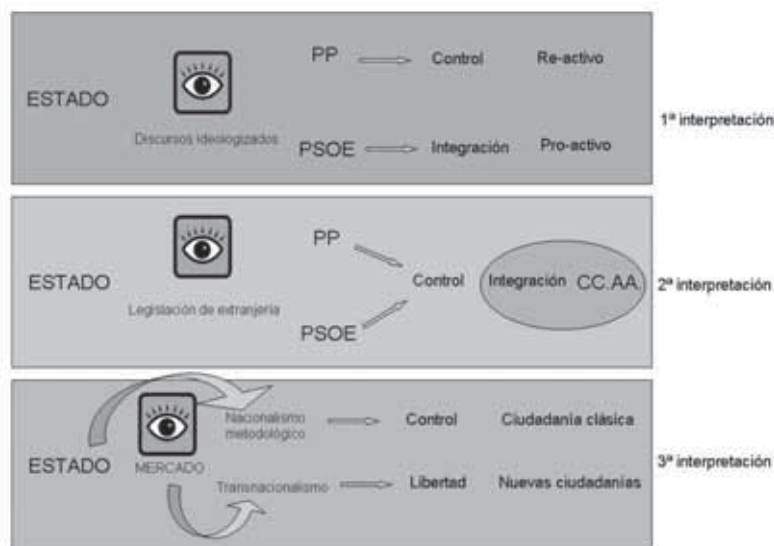 PP Control Re-activo
ESTADO
Discursos ideologizados
PSOE Integración Pro-activo
1ª interpretación
PP
ESTADO
Control Integración CC.AA.
Legislación de extranjería
PSOE
2ª interpretación
Nacionalismo
metodológico
Control Ciudadanía clásica
ESTADO
MERCADO
Transnacionalismo Libertad Nuevas ciudadanías
3ª interpretación